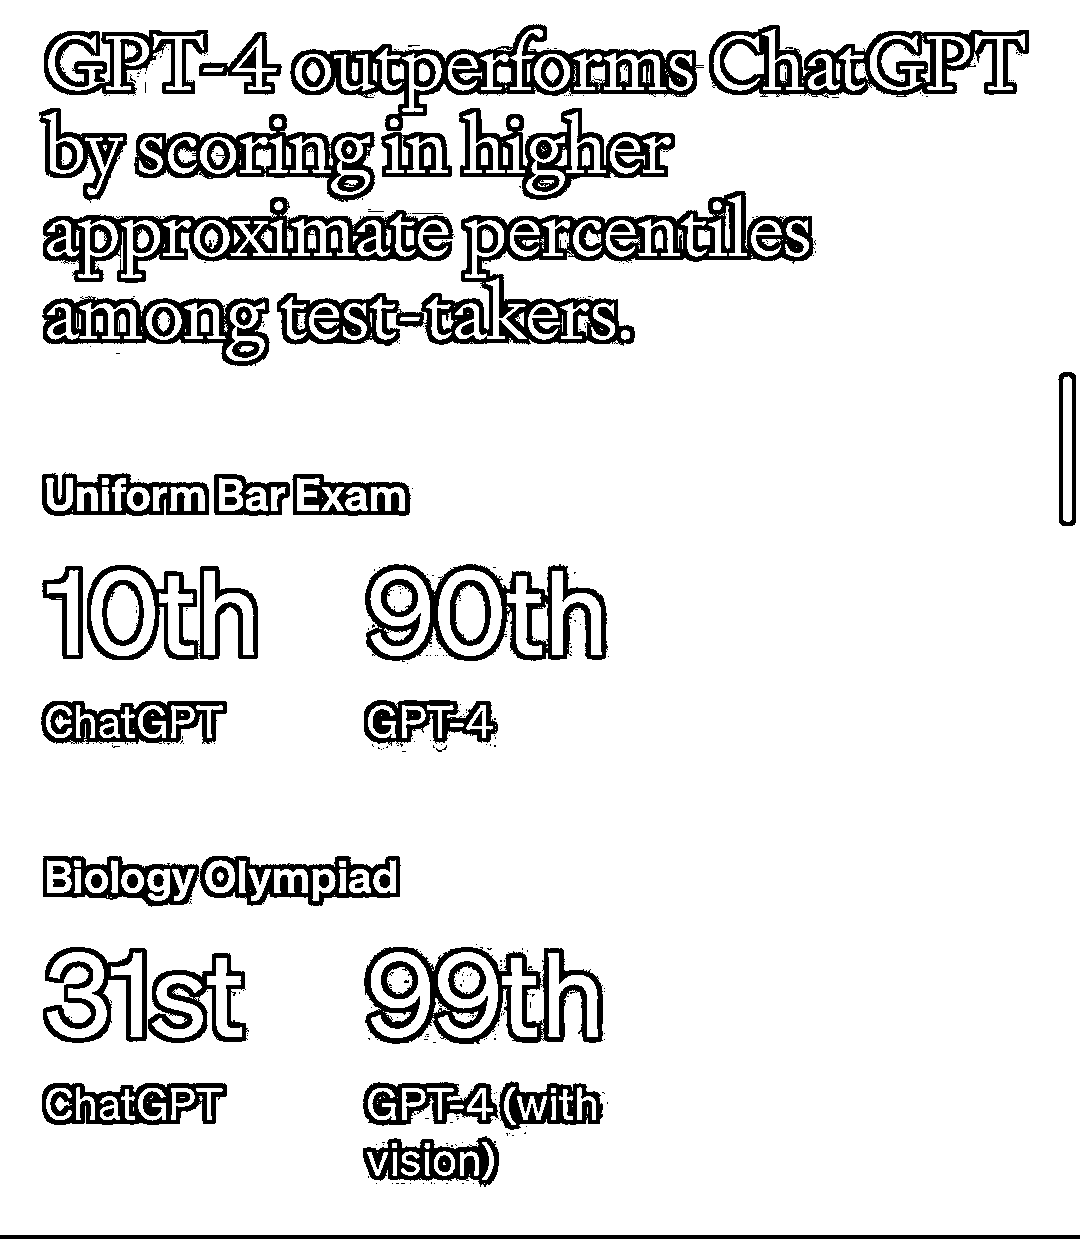 GPT-4 outperforms ChatGPT
by scoring in higher
approximate percentiles
among test-takers.
Uniform Bar Exam
10th 90th
ChatGPT GPT-4
Biology Olympiad
31st 99th
ChatGPT GPT-4 (with
vision)